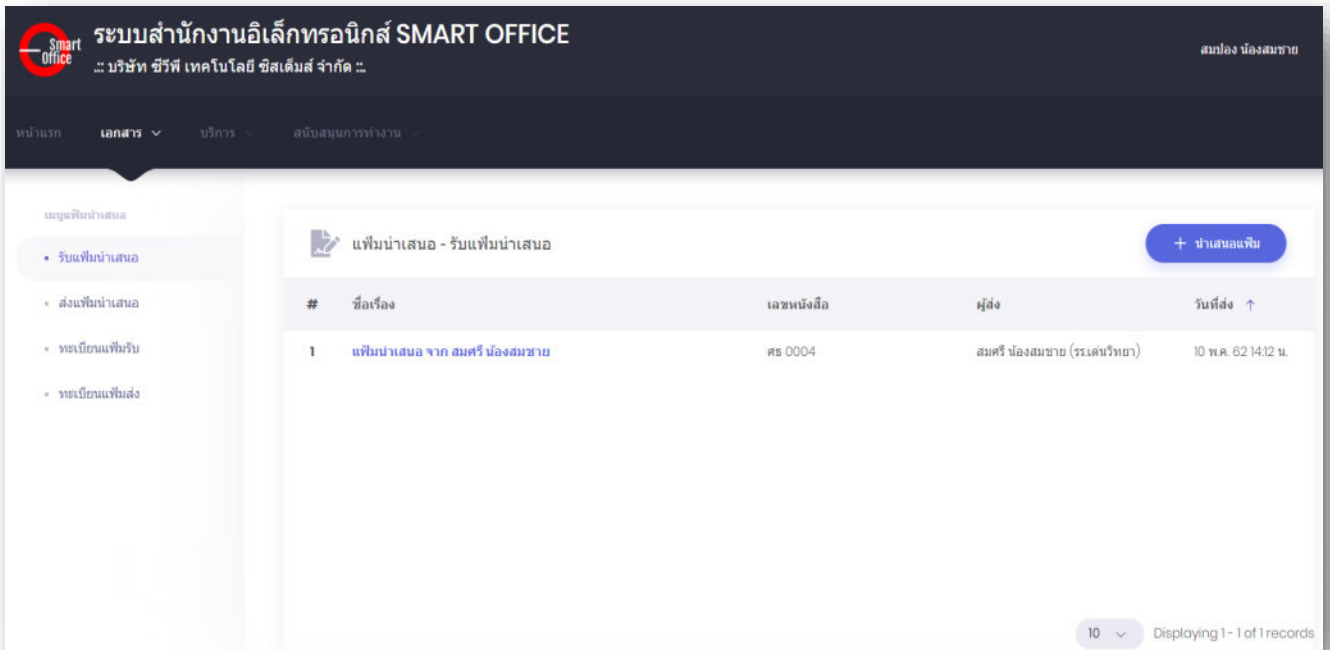 Smart
Office
ระบบสำนักงานอิเล็กทรอนิกส์ SMART OFFICE
.:: บริษัท ซีวีพี เทคโนโลยี ซิสเต็มส์ จำกัด ::.
สมปอง น้องสมชาย
หน้าแรก เอกสาร บริการ สนับสนุนการทำงาน
เมนูแฟ้มนำเสนอ
รับแฟ้มนำเสนอ
ส่งแฟ้มนำเสนอ
ทะเบียนแฟ้มรับ
ทะเบียนแฟ้มส่ง
แฟ้มนำเสนอ - รับแฟ้มนำเสนอ
+ นำเสนอแฟ้ม
# ชื่อเรื่อง เลขหนังสือ ผู้ส่ง วันที่ส่ง ↑
1 แฟ้มนำเสนอ จาก สมศรี น้องสมชาย ศธ 0004 สมศรี น้องสมชาย (รร.เด่นวิทยา) 10 พ.ค. 62 14:12 น.
10 Displaying 1 - 1 of 1 records